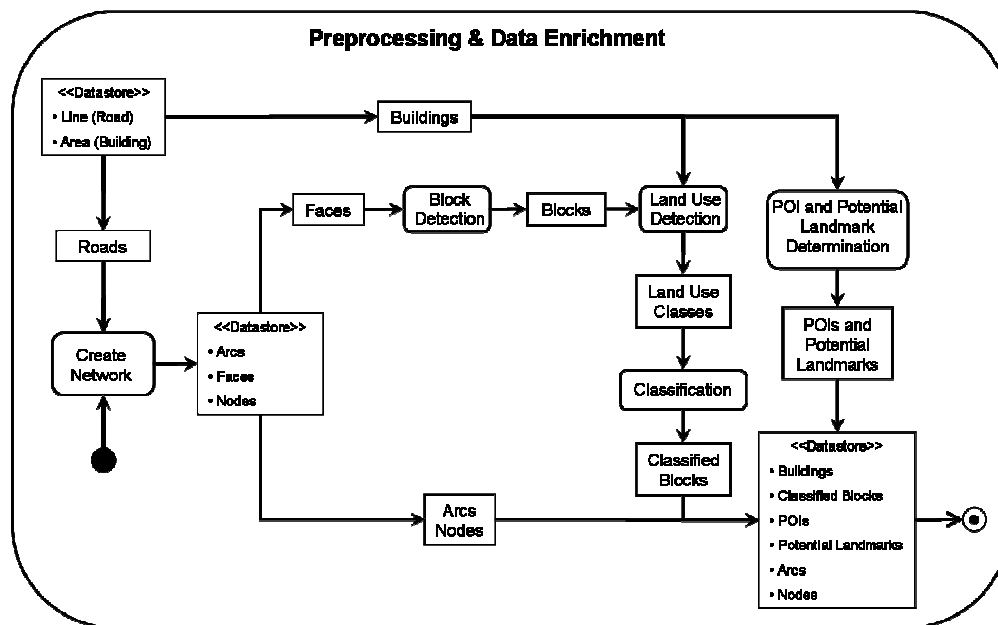 Preprocessing & Data Enrichment
<<Datastore>>
• Line (Road)
• Area (Building)
Buildings
Roads
Create
Network
<<Datastore>>
• Arcs
• Faces
• Nodes
Faces
Block
Detection
Blocks
Land Use
Detection
POI and Potential
Landmark
Determination
Land Use
Classes
POIs and
Potential
Landmarks
Classification
Classified
Blocks
Arcs
Nodes
<<Datastore>>
• Buildings
• Classified Blocks
• POIs
• Potential Landmarks
• Arcs
• Nodes